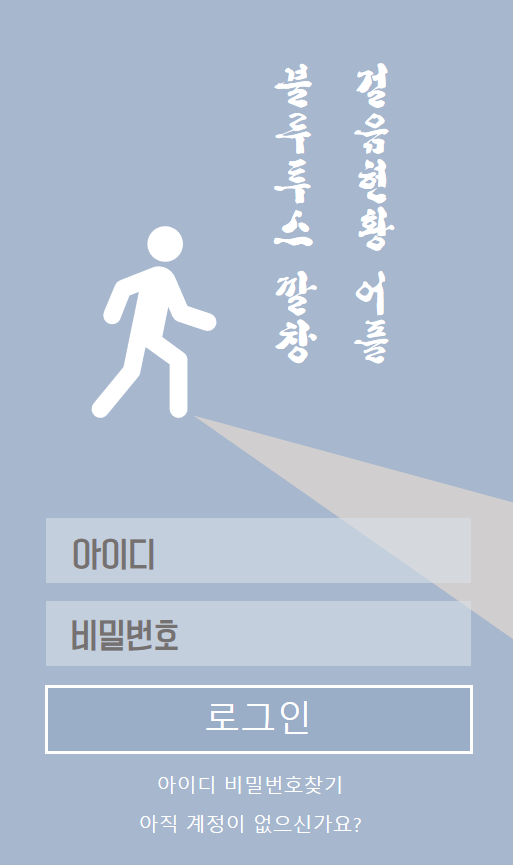 걸음현황 어플
블루투스 깔창
아이디
비밀번호
로그인
아이디 비밀번호찾기
아직 계정이 없으신가요?